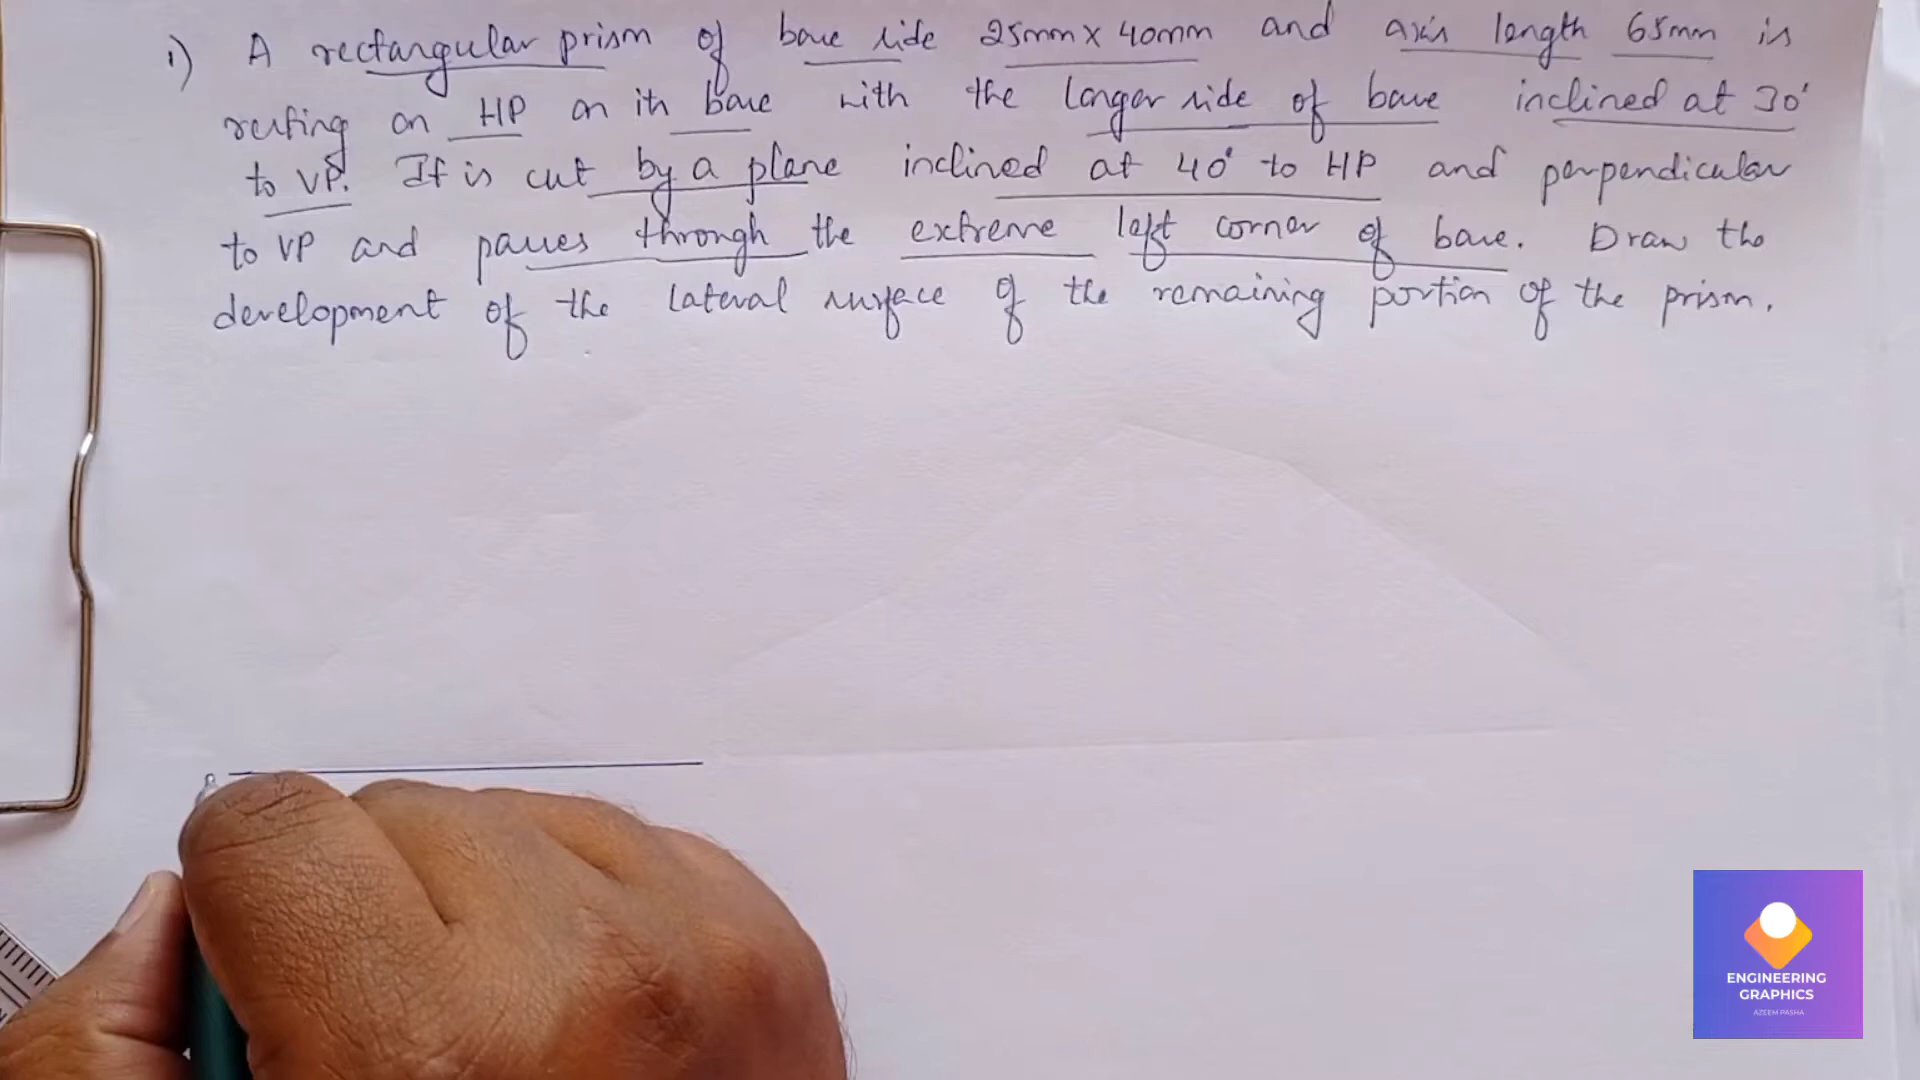 1) A rectangular prism of base side 25mm x 40mm and axis length 65mm is
resting on HP on its base with the longer side of base inclined at 30°
to VP. It is cut by a plane inclined at 40° to HP and perpendicular
to VP and passes through the extreme left corner of base. Draw the
development of the lateral surface of the remaining portion of the prism.
ENGINEERING
GRAPHICS
AZEEM PASHA